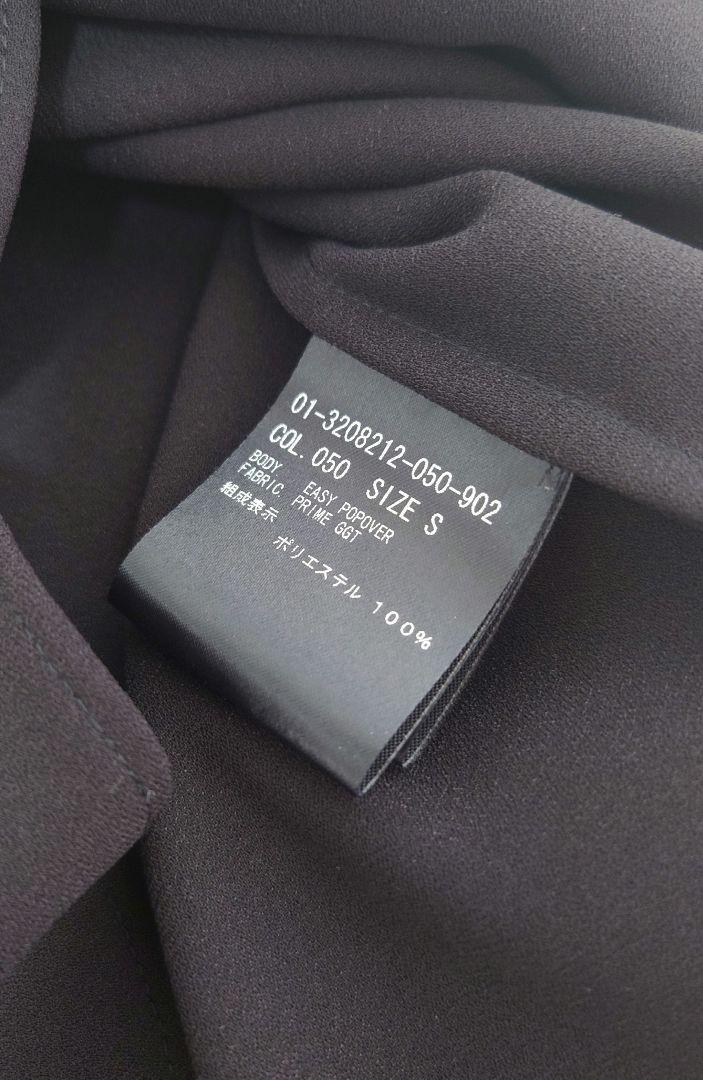 01-3208212-050-902
COL. 050 SIZE S
BODY EASY POPOVER
FABRIC PRIME GGT
組成表示
ポリエステル 100%